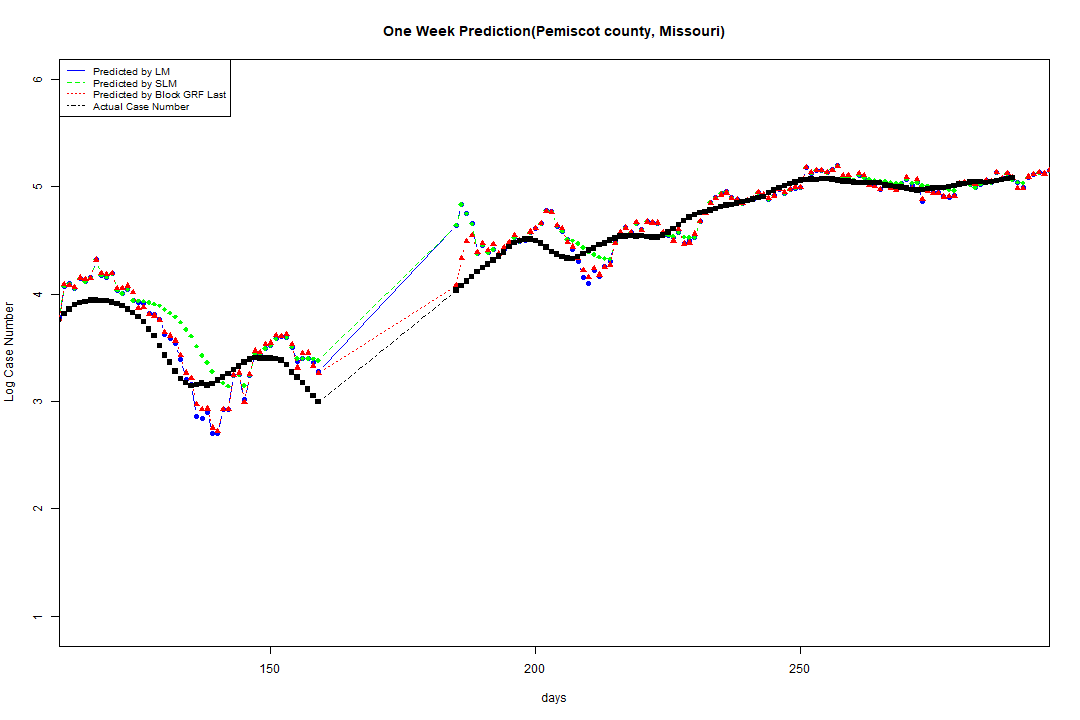 One Week Prediction(Pemiscot county, Missouri)
Predicted by LM
Predicted by SLM
Predicted by Block GRF Last
Actual Case Number
6
5
4
3
2
1
Log Case Number
150
200
250
days